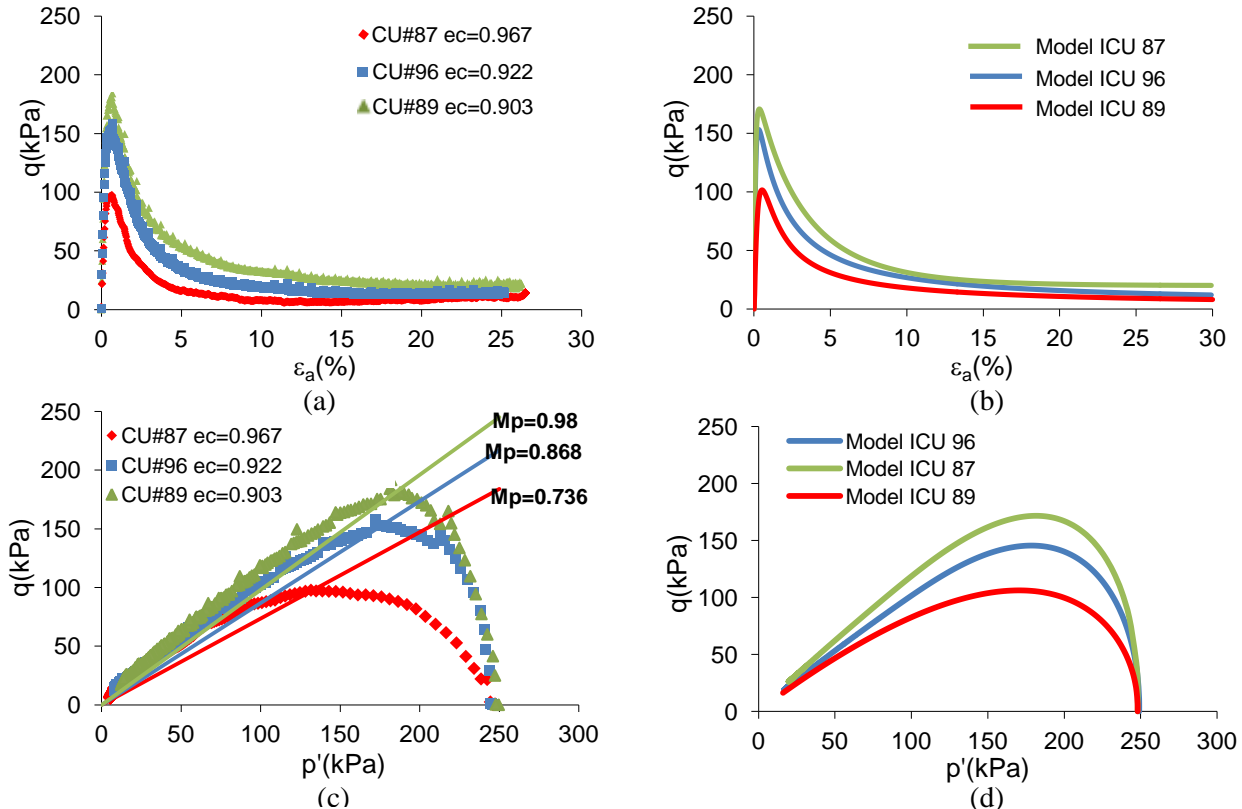 250
200
150
100
50
0
q(kPa)
CU#87 ec=0.967
CU#96 ec=0.922
CU#89 ec=0.903
0 5 10 15 20 25 30
εa(%)
(a)
250
200
150
100
50
0
q(kPa)
Model ICU 87
Model ICU 96
Model ICU 89
0 5 10 15 20 25 30
εa(%)
(b)
250
200
150
100
50
0
q(kPa)
CU#87 ec=0.967
CU#96 ec=0.922
CU#89 ec=0.903
Mp=0.98
Mp=0.868
Mp=0.736
0 50 100 150 200 250 300
p'(kPa)
(c)
250
200
150
100
50
0
q(kPa)
Model ICU 96
Model ICU 87
Model ICU 89
0 50 100 150 200 250 300
p'(kPa)
(d)